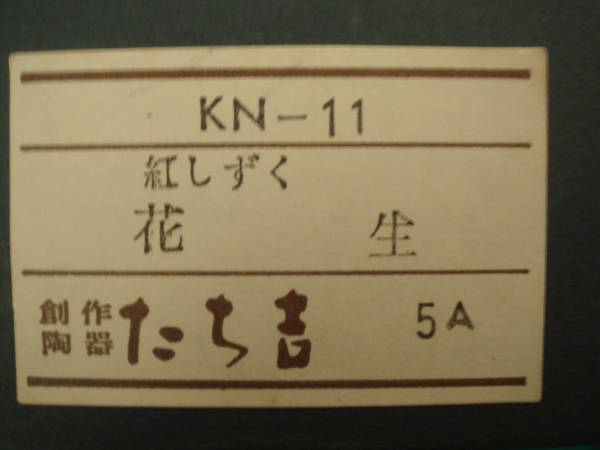 KN-11
紅しずく
花 生
創作陶器 たち吉 5A